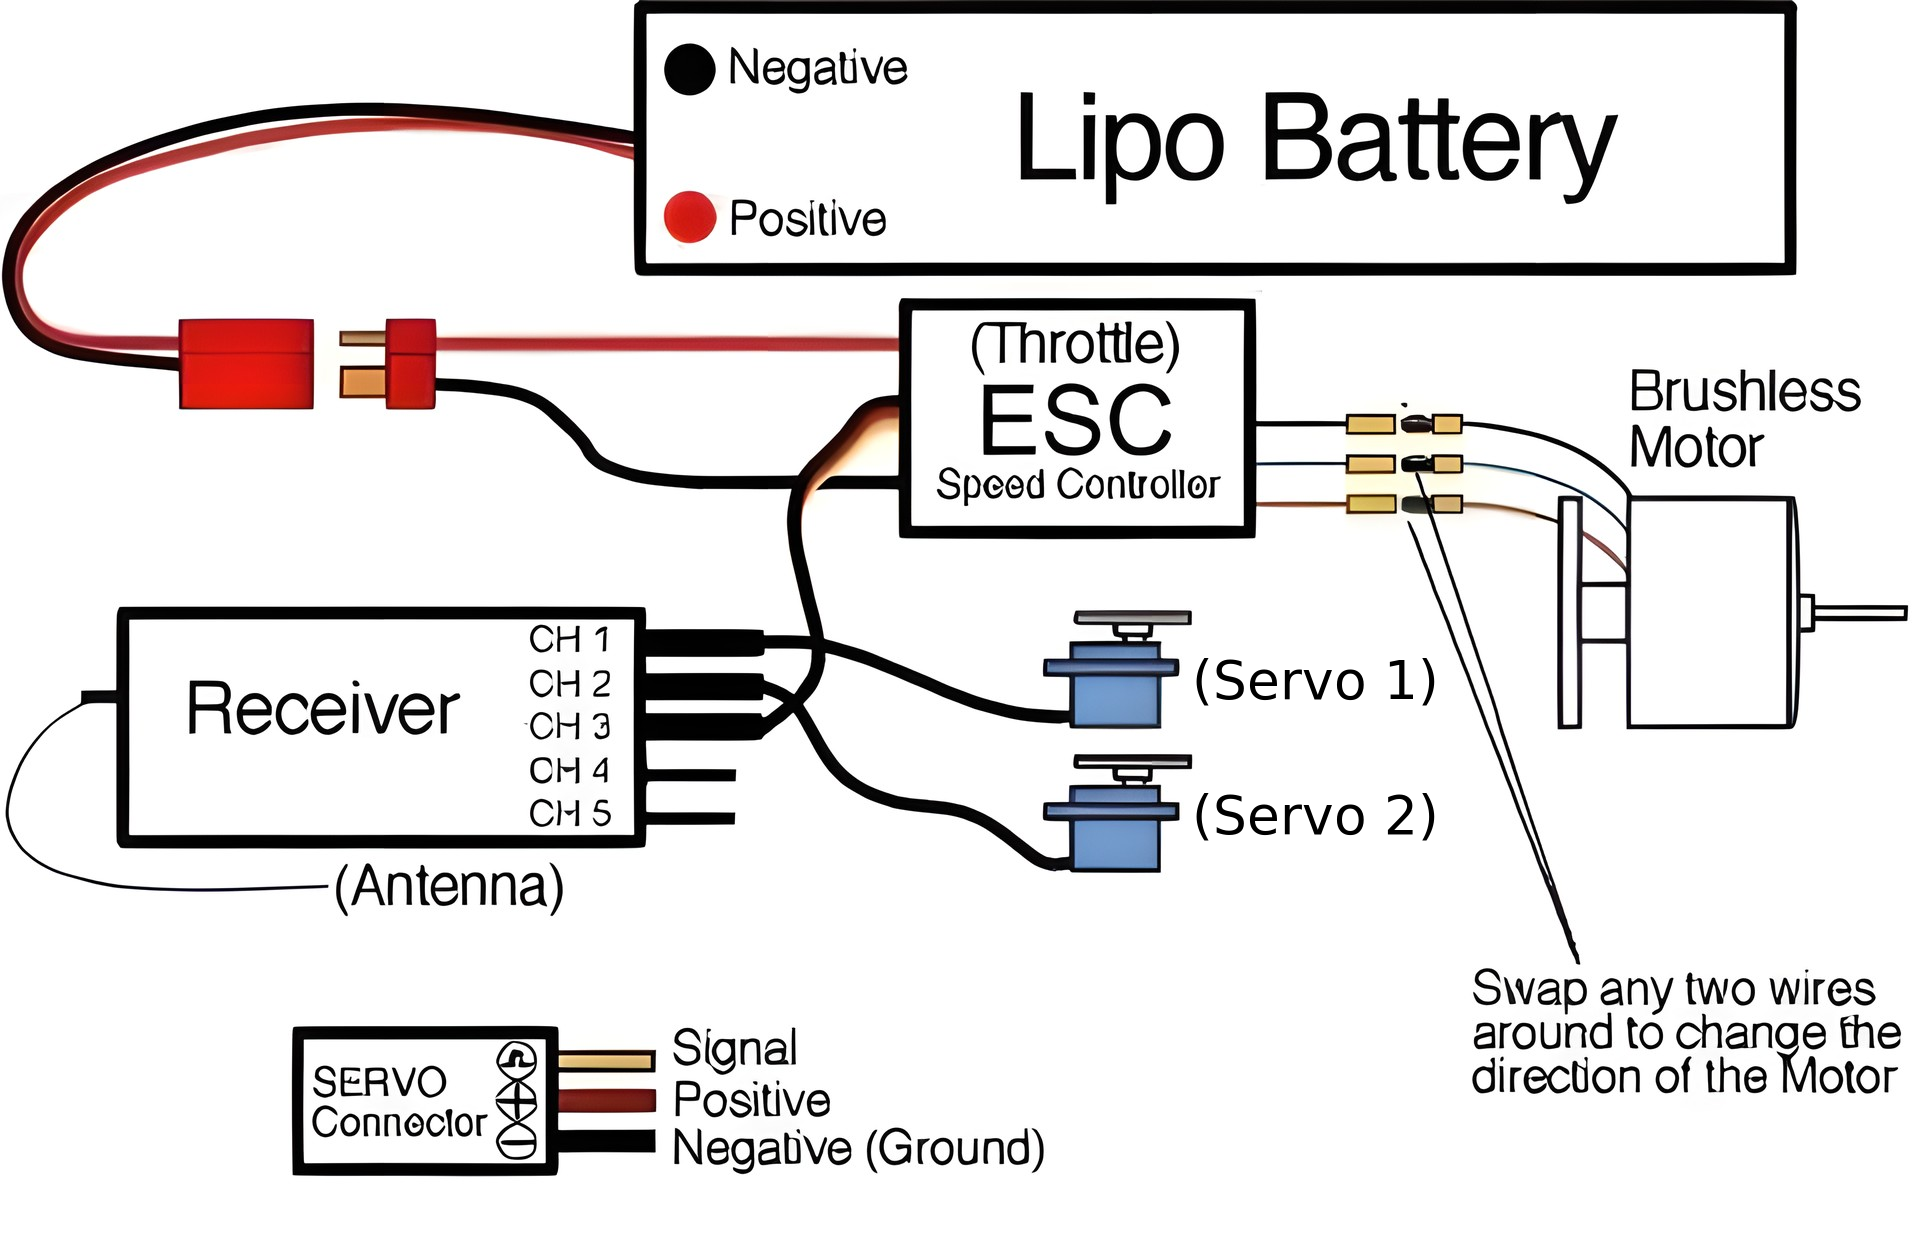 Negative
Lipo Battery
Positive
(Throttle)
ESC
Speed Controller
Brushless
Motor
Receiver
CH 1
CH 2
CH 3
CH 4
CH 5
(Antenna)
(Servo 1)
(Servo 2)
Swap any two wires
around to change the
direction of the Motor
SERVO
Connector
Signal
Positive
Negative (Ground)